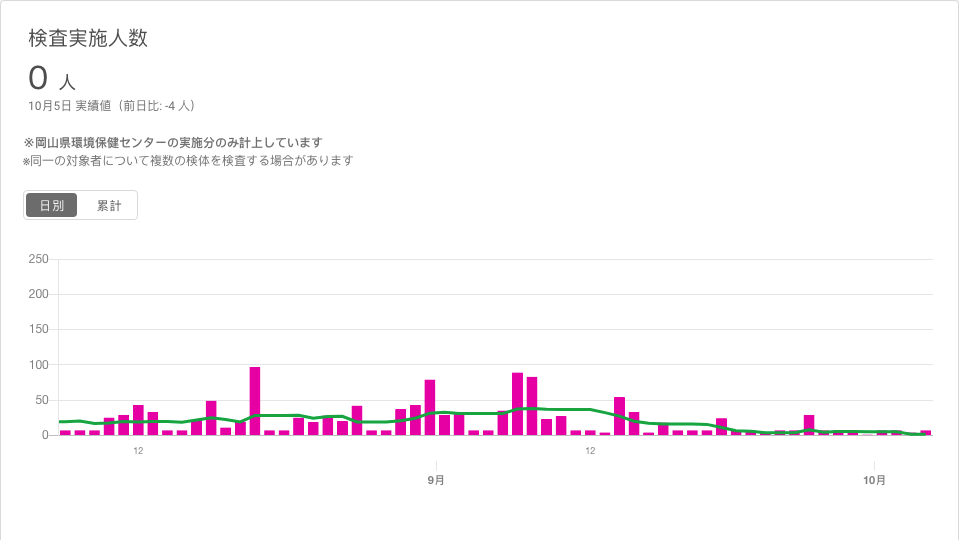 検査実施人数
0 人
10月5日 実績値（前日比: -4 人）
※岡山県環境保健センターの実施分のみ計上しています
※同一の対象者について複数の検体を検査する場合があります
日別 累計
250
200
150
100
50
0
12 12
9月 10月